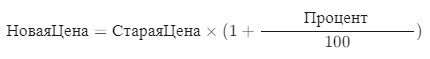 НоваяЦена = СтараяЦена × (1 + Процент / 100)